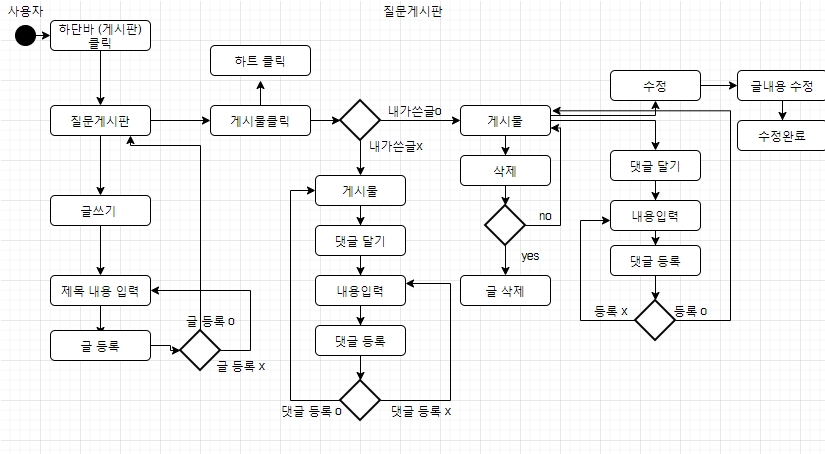 사용자
질문게시판
하단바 (게시판)
클릭
하트 클릭
수정
글내용 수정
질문게시판
게시물클릭
내가쓴글o
게시물
수정완료
내가쓴글x
삭제
댓글 달기
게시물
글쓰기
no
내용입력
댓글 달기
yes
댓글 등록
제목 내용 입력
내용입력
글 삭제
등록 x
등록 o
글 등록 o
글 등록
댓글 등록
글 등록 x
댓글 등록 o
댓글 등록 x